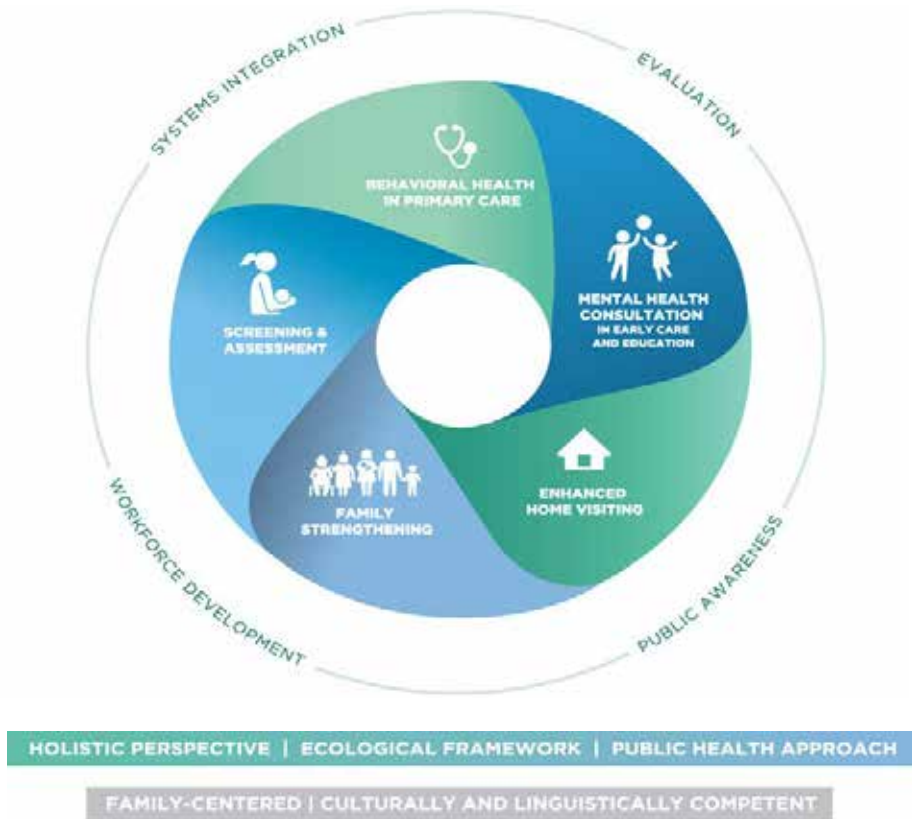 SYSTEMS INTEGRATION
EVALUATION
BEHAVIORAL HEALTH
IN PRIMARY CARE
MENTAL HEALTH
CONSULTATION
IN EARLY CARE
AND EDUCATION
SCREENING &
ASSESSMENT
ENHANCED
HOME VISITING
FAMILY
STRENGTHENING
WORKFORCE DEVELOPMENT
PUBLIC AWARENESS
HOLISTIC PERSPECTIVE | ECOLOGICAL FRAMEWORK | PUBLIC HEALTH APPROACH
FAMILY-CENTERED | CULTURALLY AND LINGUISTICALLY COMPETENT